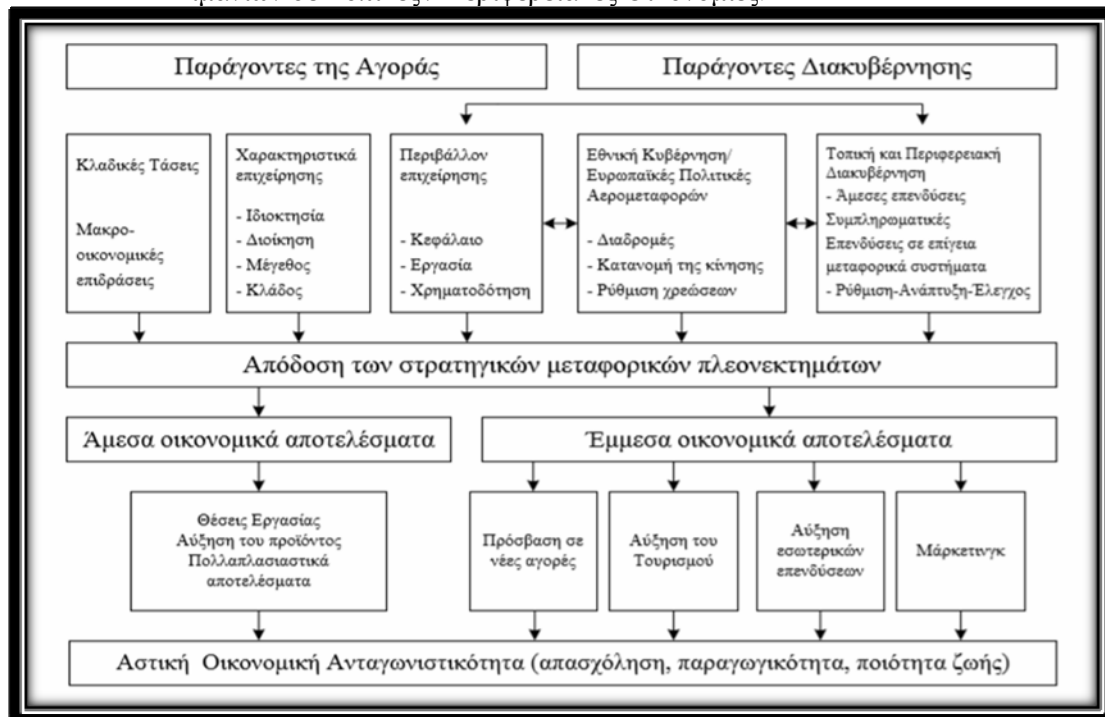 Παράγοντες της Αγοράς
Παράγοντες Διακυβέρνησης
Κλαδικές Τάσεις
Μακρο-
οικονομικές
επιδράσεις
Χαρακτηριστικά
επιχείρησης
- Ιδιοκτησία
- Διοίκηση
- Μέγεθος
- Κλάδος
Περιβάλλον
επιχείρησης
- Κεφάλαιο
- Εργασία
- Χρηματοδότηση
Εθνική Κυβέρνηση/
Ευρωπαϊκές Πολιτικές
Αερομεταφορών
- Διαδρομές
- Κατανομή της κίνησης
- Ρύθμιση χρεώσεων
Τοπική και Περιφερειακή
Διακυβέρνηση
- Άμεσες επενδύσεις
Συμπληρωματικές
Επενδύσεις σε επίγεια
μεταφορικά συστήματα
- Ρύθμιση-Ανάπτυξη-Έλεγχος
Απόδοση των στρατηγικών μεταφορικών πλεονεκτημάτων
Άμεσα οικονομικά αποτελέσματα
Έμμεσα οικονομικά αποτελέσματα
Θέσεις Εργασίας
Αύξηση του προϊόντος
Πολλαπλασιαστικά
αποτελέσματα
Πρόσβαση σε
νέες αγορές
Αύξηση του
Τουρισμού
Αύξηση
εσωτερικών
επενδύσεων
Μάρκετινγκ
Αστική Οικονομική Ανταγωνιστικότητα (απασχόληση, παραγωγικότητα, ποιότητα ζωής)